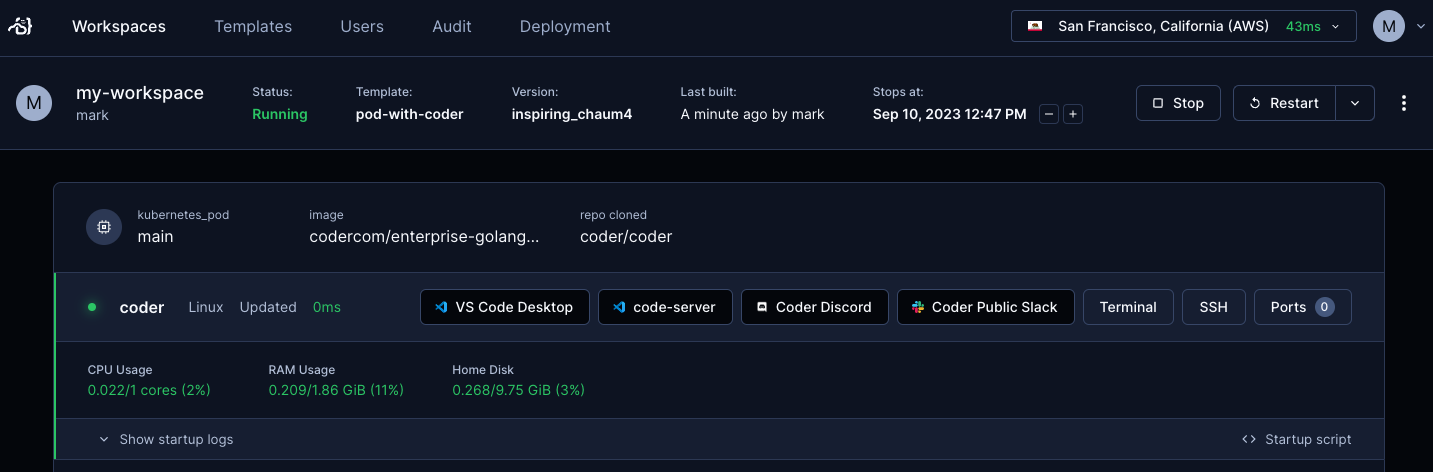 Workspaces Templates Users Audit Deployment San Francisco, California (AWS) 43ms M
M my-workspace
mark
Status: Template: Version: Last built: Stops at:
Running pod-with-coder inspiring_chaum4 A minute ago by mark Sep 10, 2023 12:47 PM
Stop Restart
kubernetes_pod image repo cloned
main codercom/enterprise-golang... coder/coder
coder Linux Updated 0ms VS Code Desktop code-server Coder Discord Coder Public Slack Terminal SSH Ports 0
CPU Usage RAM Usage Home Disk
0.022/1 cores (2%) 0.209/1.86 GiB (11%) 0.268/9.75 GiB (3%)
Show startup logs Startup script